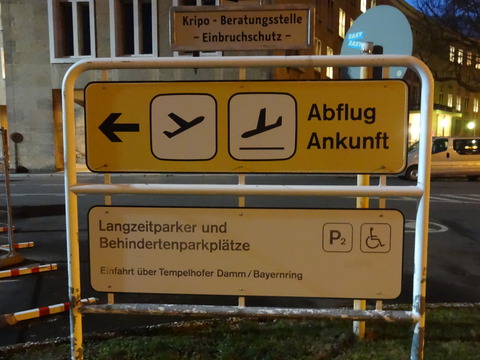 Kripo - Beratungsstelle
- Einbruchschutz -
Abflug
Ankunft
Langzeitparker und
Behindertenparkplätze
P2
Einfahrt über Tempelhofer Damm / Bayernring